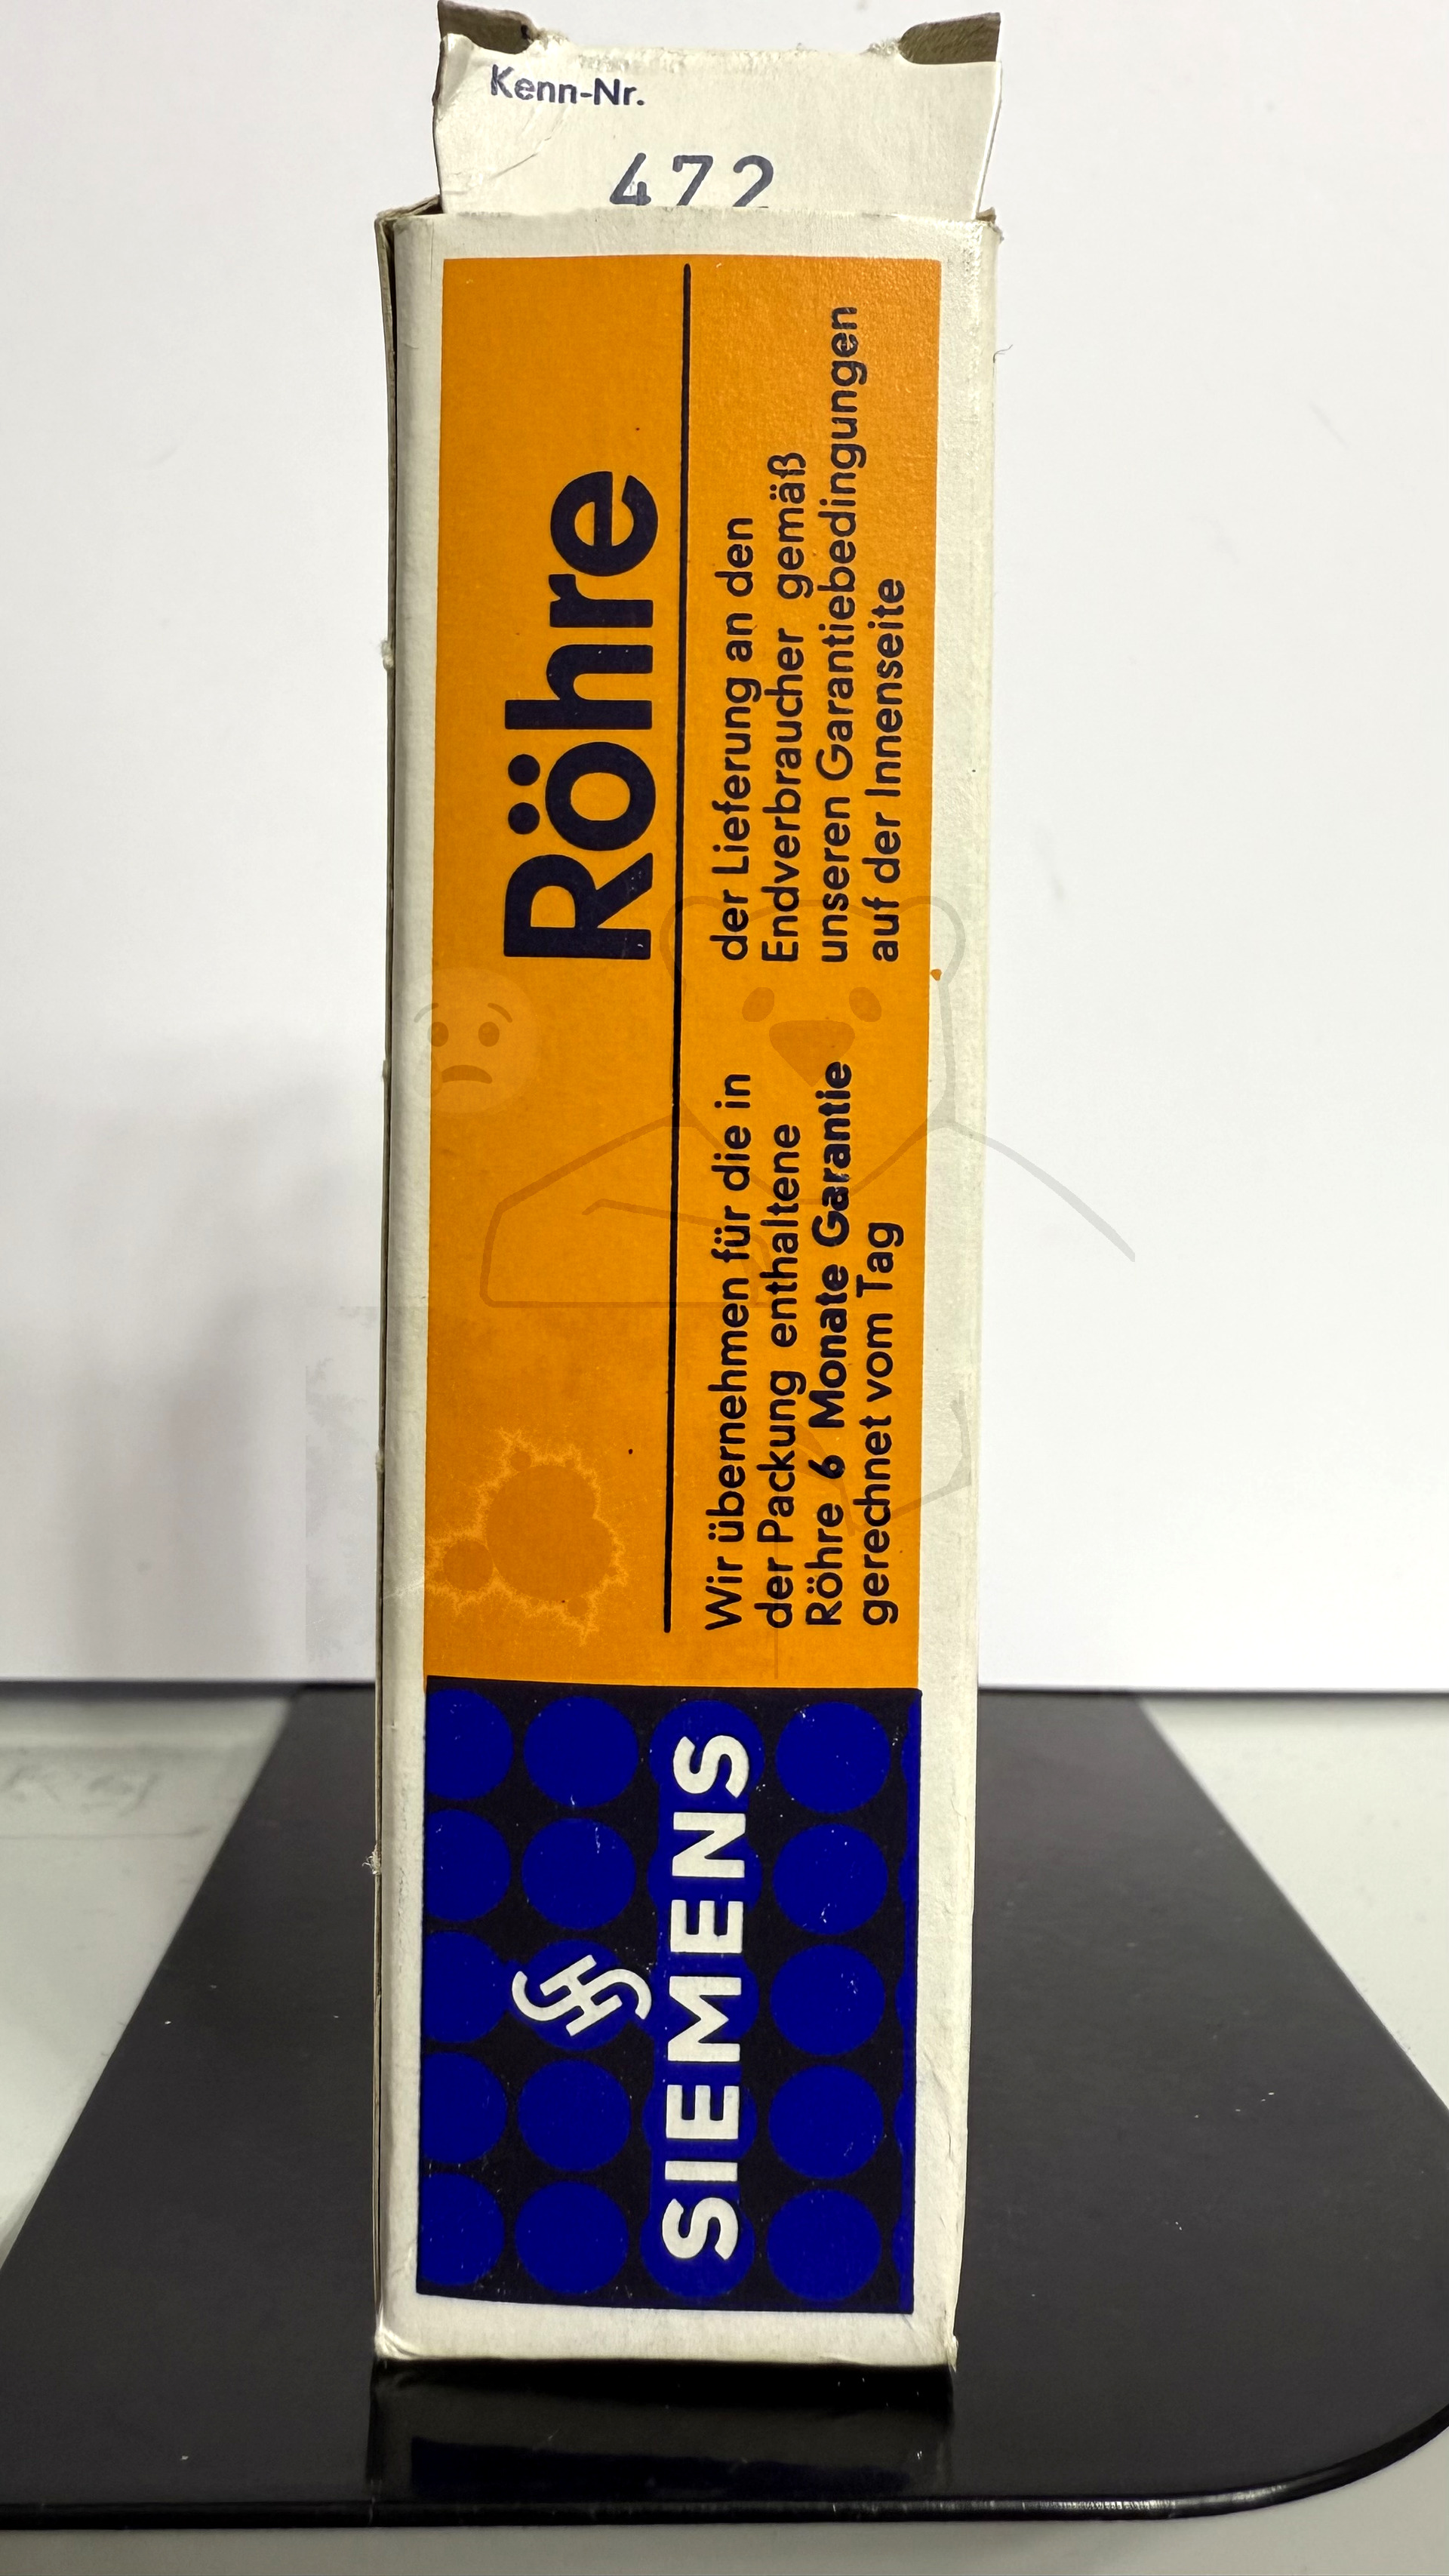 Kenn-Nr.
472
Röhre
Wir übernehmen für die in
der Packung enthaltene
Röhre 6 Monate Garantie
gerechnet vom Tag
der Lieferung an den
Endverbraucher gemäß
unseren Garantiebedingungen
auf der Innenseite
SIEMENS